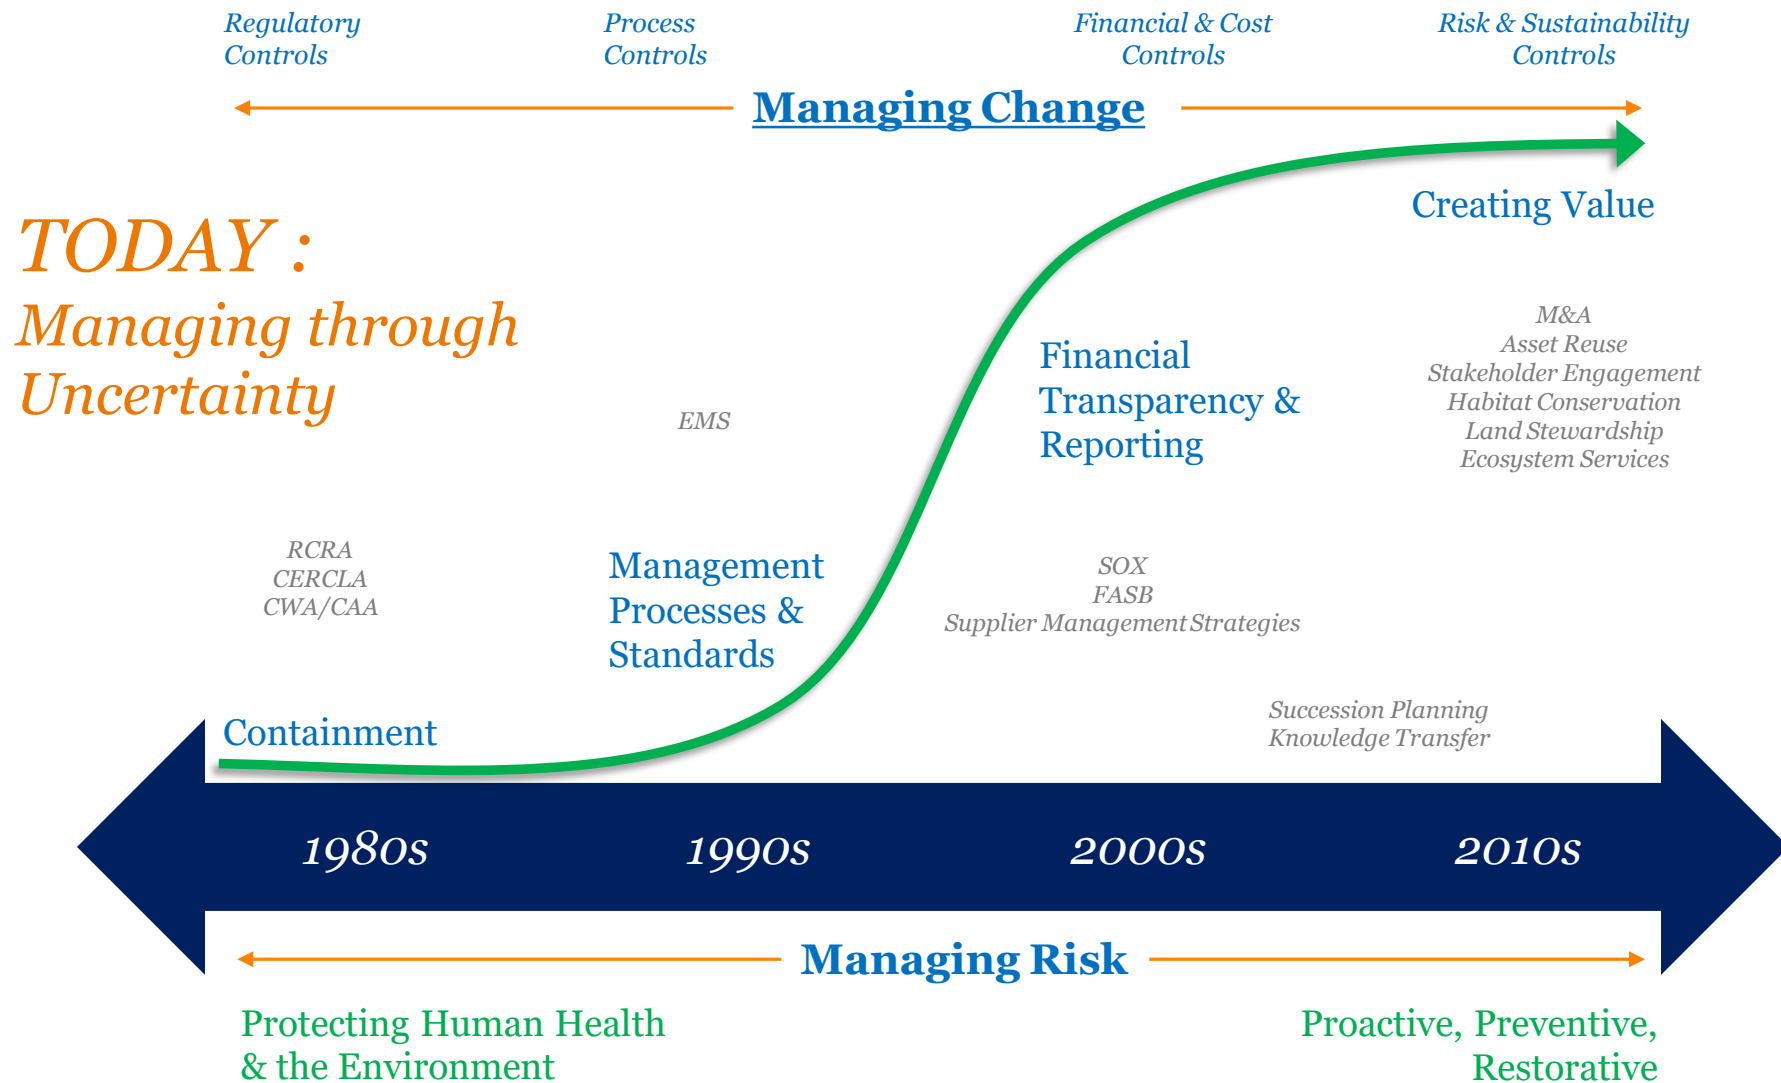 Regulatory
Controls
Process
Controls
Financial & Cost
Controls
Risk & Sustainability
Controls
Managing Change
Creating Value
TODAY :
Managing through
Uncertainty
M&A
Asset Reuse
Stakeholder Engagement
Habitat Conservation
Land Stewardship
Ecosystem Services
Financial
Transparency &
Reporting
EMS
RCRA
CERCLA
CWA/CAA
Management
Processes &
Standards
SOX
FASB
Supplier Management Strategies
Succession Planning
Knowledge Transfer
Containment
1980s
1990s
2000s
2010s
Managing Risk
Protecting Human Health
& the Environment
Proactive, Preventive,
Restorative